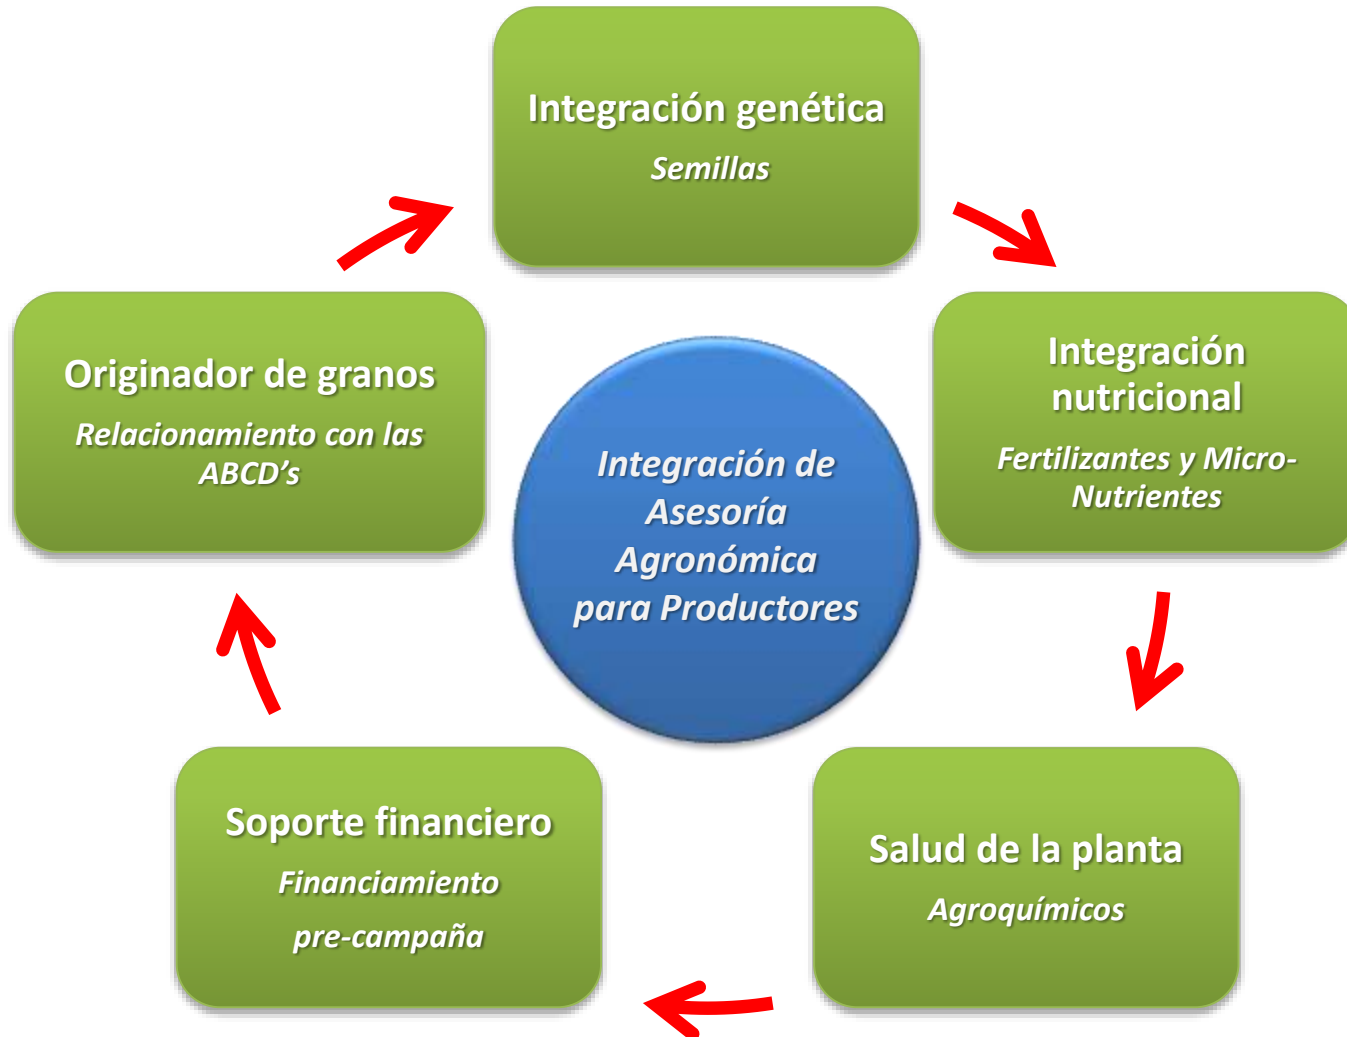 Integración genética
Semillas
Integración
nutricional
Fertilizantes y Micro-
Nutrientes
Salud de la planta
Agroquímicos
Soporte financiero
Financiamiento
pre-campaña
Originador de granos
Relacionamiento con las
ABCD’s
Integración de
Asesoría
Agronómica
para Productores